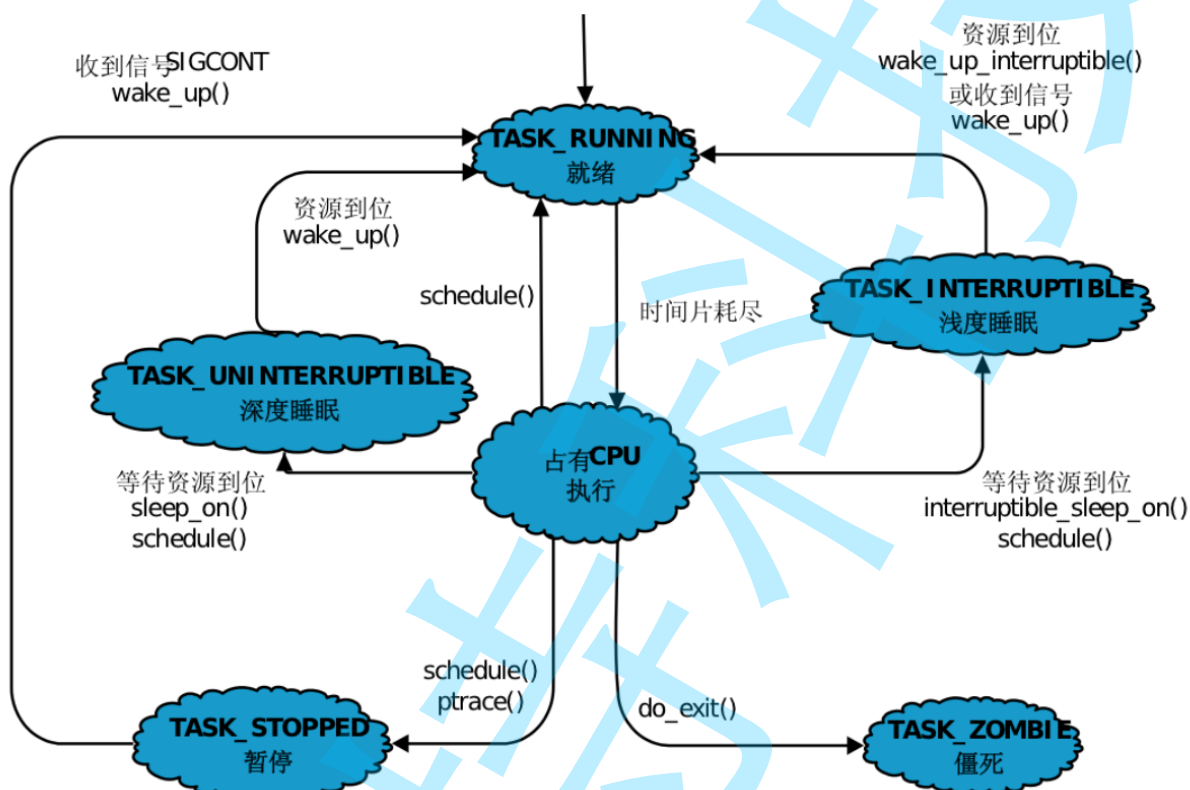 收到信号SIGCONT
wake_up()
资源到位
wake_up_interruptible()
或收到信号
wake_up()
TASK_RUNNING
就绪
资源到位
wake_up()
schedule()
时间片耗尽
TASK_INTERRUPTIBLE
浅度睡眠
TASK_UNINTERRUPTIBLE
深度睡眠
占有CPU
执行
等待资源到位
sleep_on()
schedule()
等待资源到位
interruptible_sleep_on()
schedule()
schedule()
ptrace()
do_exit()
TASK_STOPPED
暂停
TASK_ZOMBIE
僵死